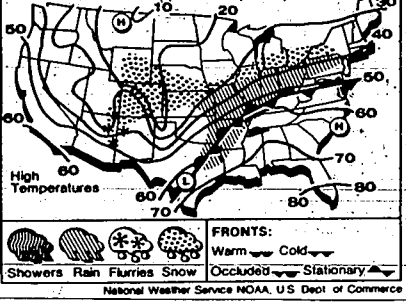 10
20
30
50
40
50
60
60
70
High
Temperatures
60
60
70
80
80
H
H
L
FRONTS:
Warm Cold
Showers Rain Flurries Snow
Occluded Stationary
National Weather Service NOAA, U S Dept of Commerce